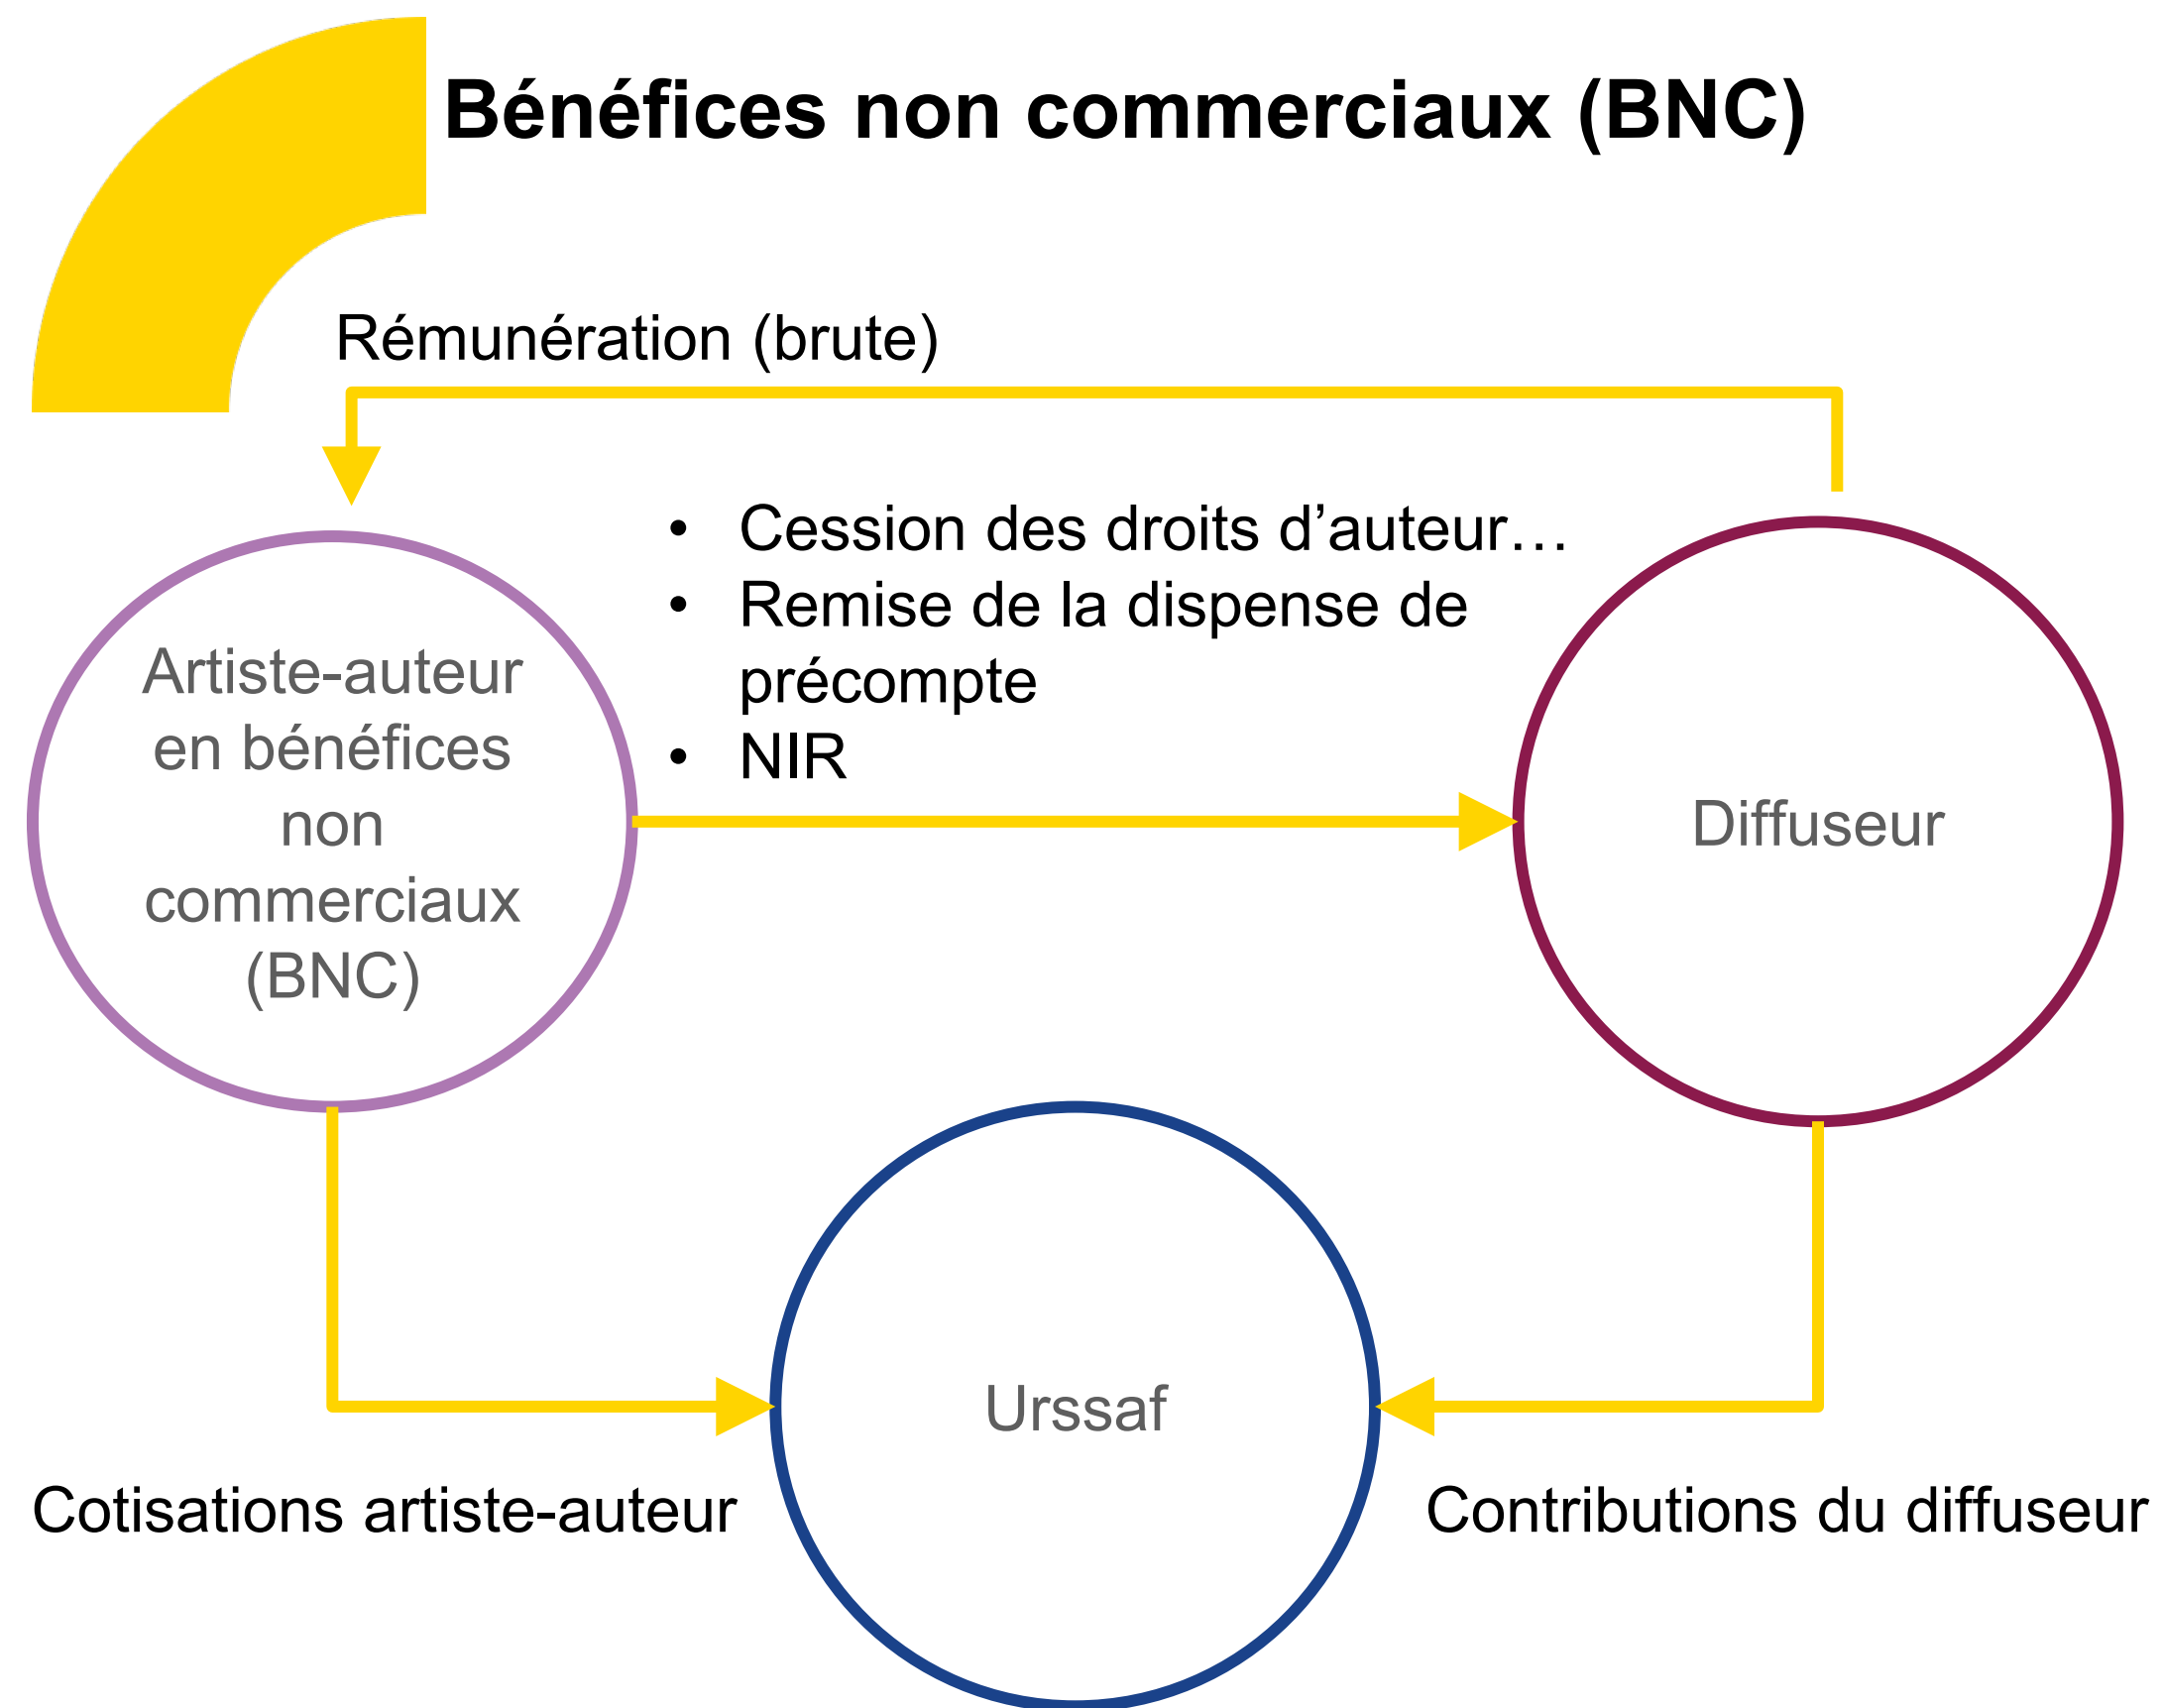 Bénéfices non commerciaux (BNC)
Rémunération (brute)
• Cession des droits d’auteur…
• Remise de la dispense de
précompte
• NIR
Artiste-auteur
en bénéfices
non
commerciaux
(BNC)
Diffuseur
Urssaf
Cotisations artiste-auteur
Contributions du diffuseur